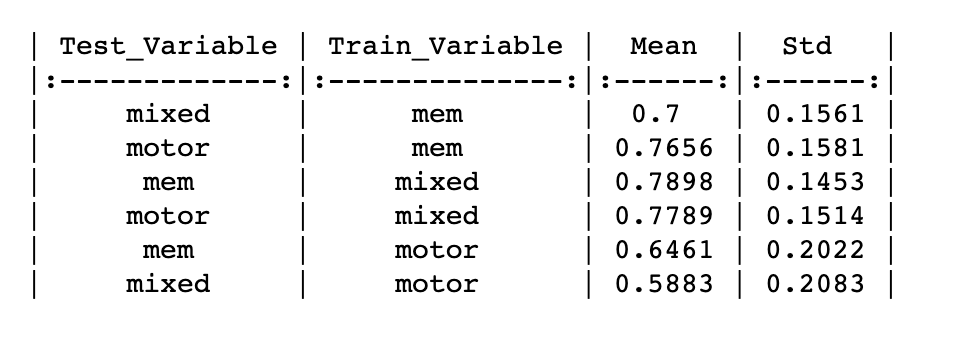 | Test_Variable | Train_Variable |  Mean  |  Std   |
|:-------------:|:--------------:|:------:|:------:|
|     mixed     |      mem       |  0.7   | 0.1561 |
|     motor     |      mem       | 0.7656 | 0.1581 |
|      mem      |     mixed      | 0.7898 | 0.1453 |
|     motor     |     mixed      | 0.7789 | 0.1514 |
|      mem      |     motor      | 0.6461 | 0.2022 |
|     mixed     |     motor      | 0.5883 | 0.2083 |